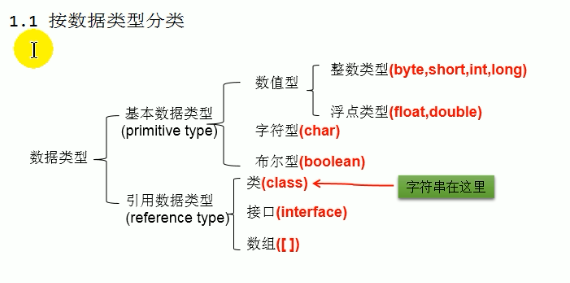 1.1 按数据类型分类
整数类型(byte,short,int,long)
数值型
基本数据类型
(primitive type)
浮点类型(float,double)
字符型(char)
数据类型
布尔型(boolean)
类(class)
字符串在这里
引用数据类型
(reference type)
接口(interface)
数组([ ])